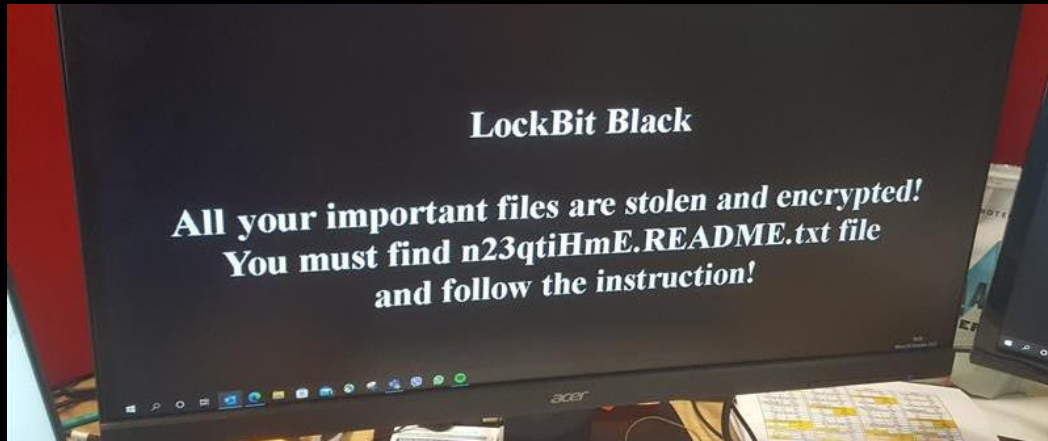 LockBit Black
All your important files are stolen and encrypted!
You must find n23qtiHmE.README.txt file
and follow the instruction!
acer